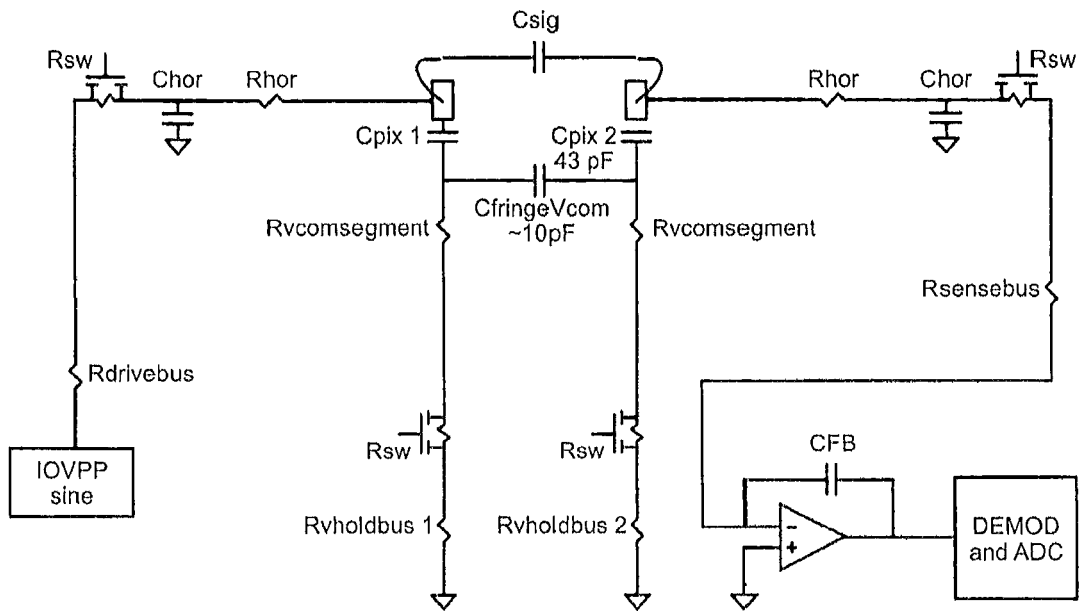 Csig
Rsw
Chor
Rhor
Rhor
Chor
Rsw
Cpix 1
Cpix 2
43 pF
CfringeVcom
~10pF
Rvcomsegment
Rvcomsegment
Rsensebus
Rdrivebus
IOVPP
sine
Rsw
Rsw
CFB
Rvholdbus 1
Rvholdbus 2
-
+
DEMOD
and ADC